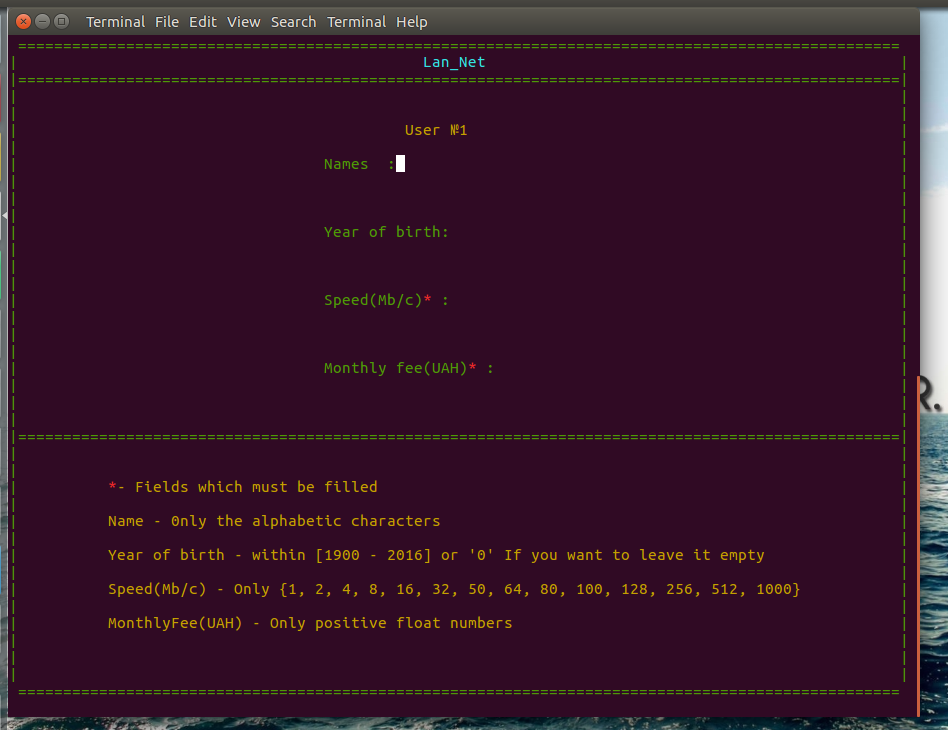 Terminal File Edit View Search Terminal Help
Lan_Net
User №1
Names :
Year of birth:
Speed(Mb/c)* :
Monthly fee(UAH)* :
R.
*- Fields which must be filled
Name - 0nly the alphabetic characters
Year of birth - within [1900 - 2016] or '0' If you want to leave it empty
Speed(Mb/c) - Only {1, 2, 4, 8, 16, 32, 50, 64, 80, 100, 128, 256, 512, 1000}
MonthlyFee(UAH) - Only positive float numbers